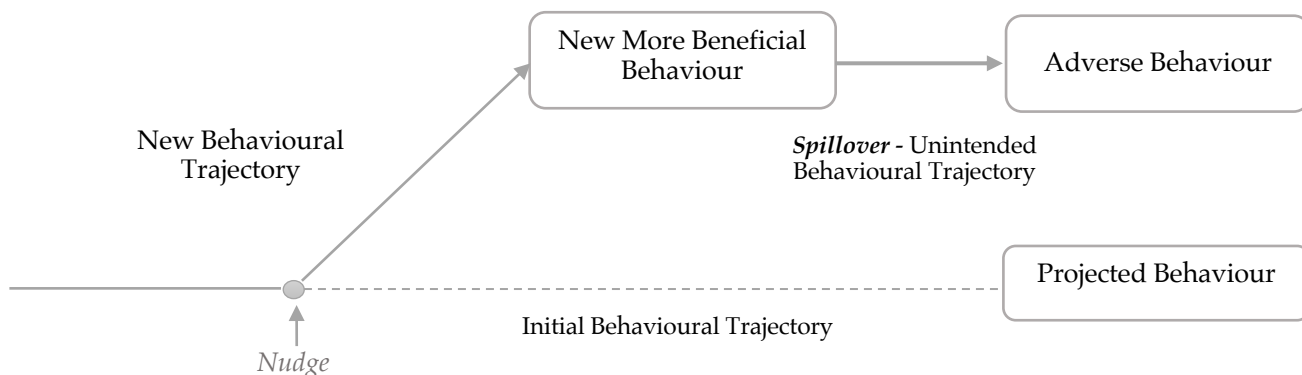 New More Beneficial
Behaviour
Adverse Behaviour
New Behavioural
Trajectory
Spillover - Unintended
Behavioural Trajectory
Projected Behaviour
Initial Behavioural Trajectory
Nudge